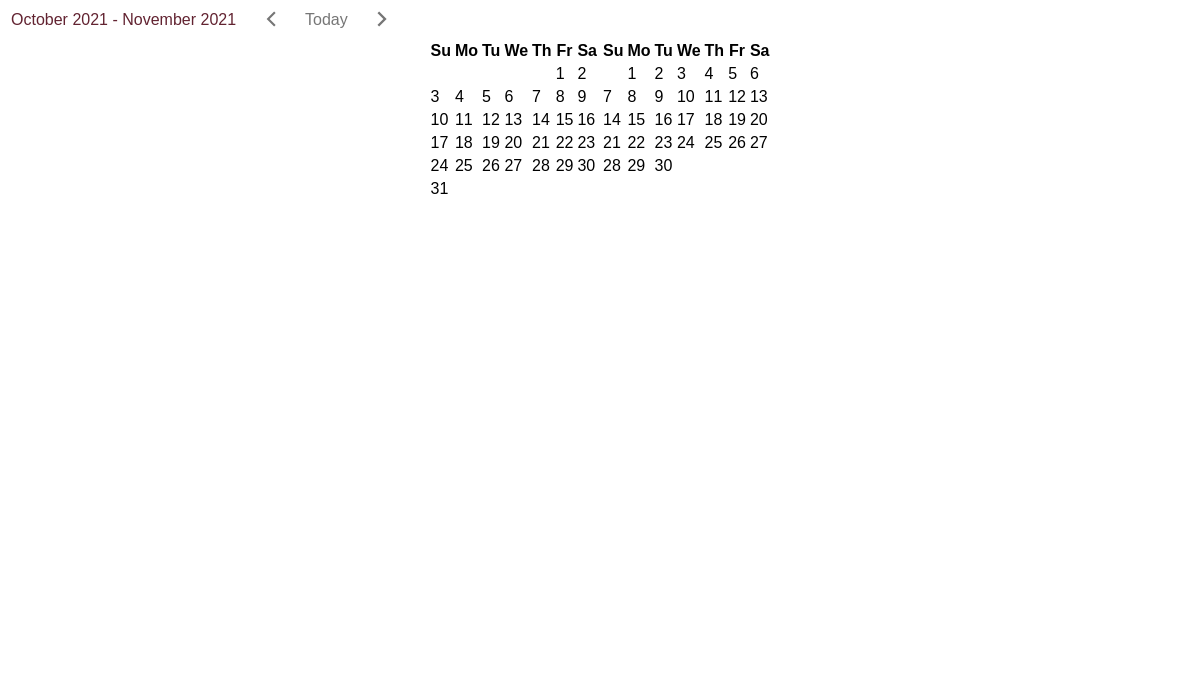 October 2021 - November 2021 Today
Su Mo Tu We Th Fr Sa
1 2
3 4 5 6 7 8 9
10 11 12 13 14 15 16
17 18 19 20 21 22 23
24 25 26 27 28 29 30
31
Su Mo Tu We Th Fr Sa
1 2 3 4 5 6
7 8 9 10 11 12 13
14 15 16 17 18 19 20
21 22 23 24 25 26 27
28 29 30